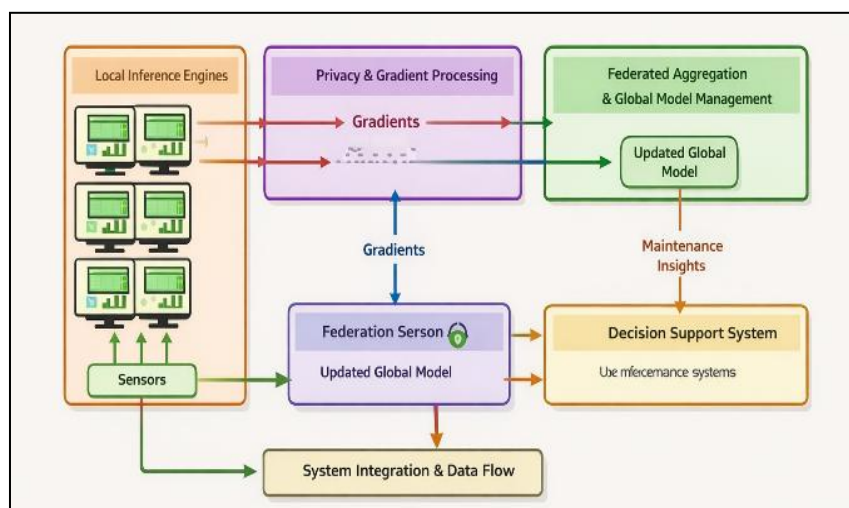 Local Inference Engines
Privacy & Gradient Processing
Federated Aggregation
& Global Model Management
Gradients
Updated Global
Model
Gradients
Maintenance
Insights
Federation Serson
Updated Global Model
Decision Support System
systems
Sensors
System Integration & Data Flow